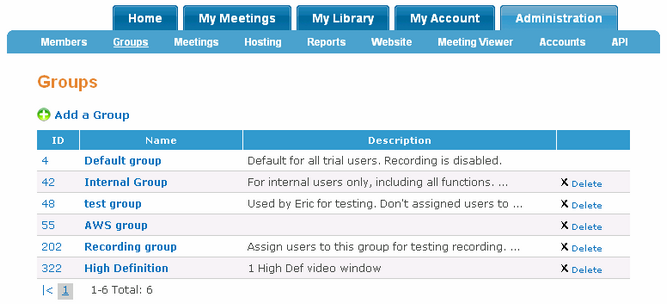 Home My Meetings My Library My Account Administration
Members Groups Meetings Hosting Reports Website Meeting Viewer Accounts API
Groups
Add a Group
ID Name Description
4 Default group Default for all trial users. Recording is disabled.
42 Internal Group For internal users only, including all functions. ... X Delete
48 test group Used by Eric for testing. Don't assigned users to ... X Delete
55 AWS group X Delete
202 Recording group Assign users to this group for testing recording. ... X Delete
322 High Definition 1 High Def video window X Delete
|< 1 1-6 Total: 6